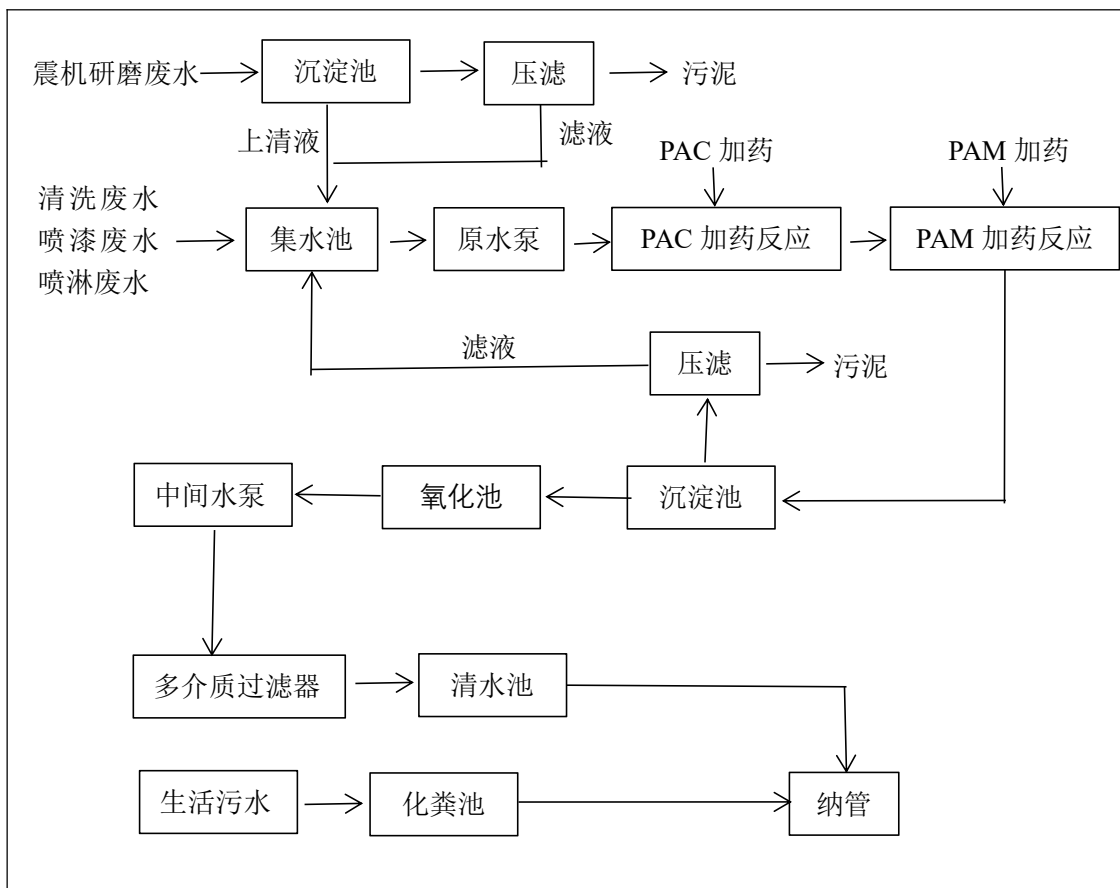 震机研磨废水
沉淀池
压滤
污泥
上清液
滤液
PAC 加药
PAM 加药
清洗废水
喷漆废水
喷淋废水
集水池
原水泵
PAC 加药反应
PAM 加药反应
滤液
压滤
污泥
中间水泵
氧化池
沉淀池
多介质过滤器
清水池
生活污水
化粪池
纳管